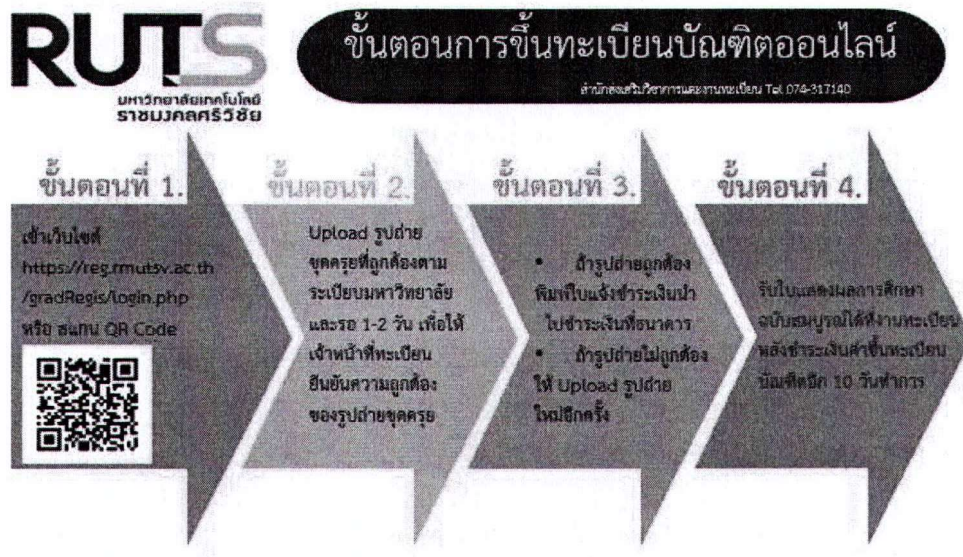 RUTS
มหาวิทยาลัยเทคโนโลยี
ราชมงคลศรีวิชัย
ขั้นตอนการขึ้นทะเบียนบัณฑิตออนไลน์
สำนักส่งเสริมวิชาการและงานทะเบียน Tel.074-317140
ขั้นตอนที่ 1.
เข้าเว็บไซต์
https://reg.rmutsv.ac.th
/gradRegis/login.php
หรือ สแกน QR Code
ขั้นตอนที่ 2.
Upload รูปถ่าย
ชุดครุยที่ถูกต้องตาม
ระเบียบมหาวิทยาลัย
และรอ 1-2 วัน เพื่อให้
เจ้าหน้าที่ทะเบียน
ยืนยันความถูกต้อง
ของรูปถ่ายชุดครุย
ขั้นตอนที่ 3.
• ถ้ารูปถ่ายถูกต้อง
พิมพ์ใบแจ้งชำระเงินนำ
ไปชำระเงินที่ธนาคาร
• ถ้ารูปถ่ายไม่ถูกต้อง
ให้ Upload รูปถ่าย
ใหม่อีกครั้ง
ขั้นตอนที่ 4.
รับใบแสดงผลการศึกษา
ฉบับสมบูรณ์ได้ที่งานทะเบียน
หลังชำระเงินค่าขึ้นทะเบียน
บัณฑิตอีก 10 วันทำการ